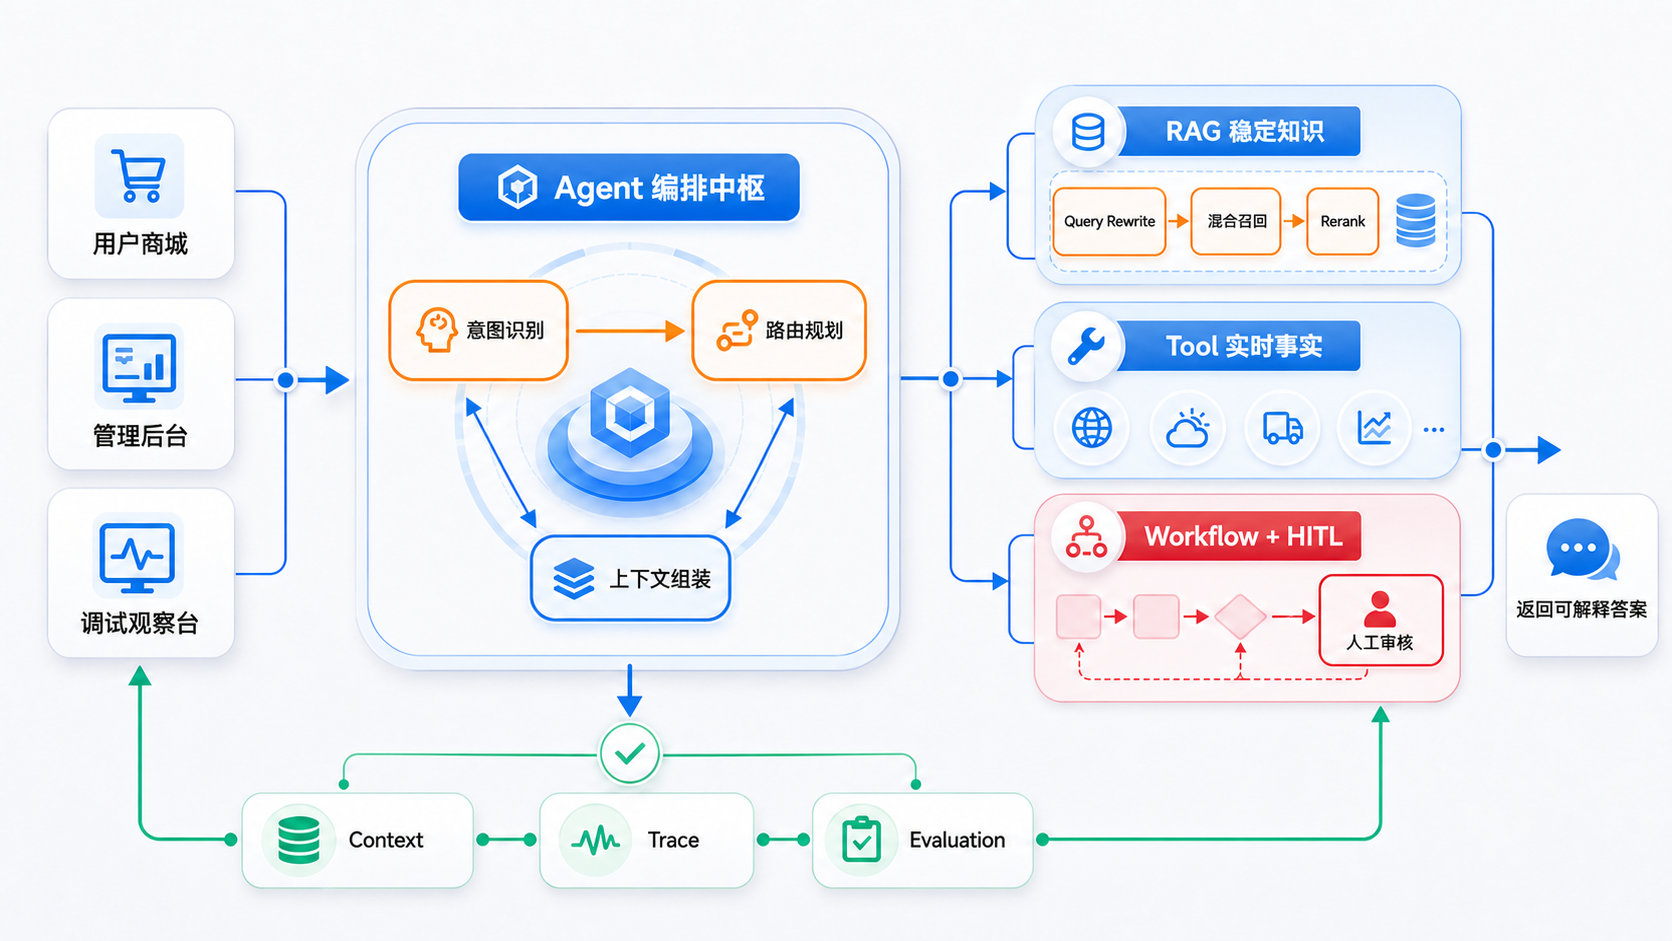 用户商城
管理后台
调试观察台
Agent 编排中枢
意图识别
路由规划
上下文组装
RAG 稳定知识
Query Rewrite
混合召回
Rerank
Tool 实时事实
...
Workflow + HITL
人工审核
返回可解释答案
Context
Trace
Evaluation